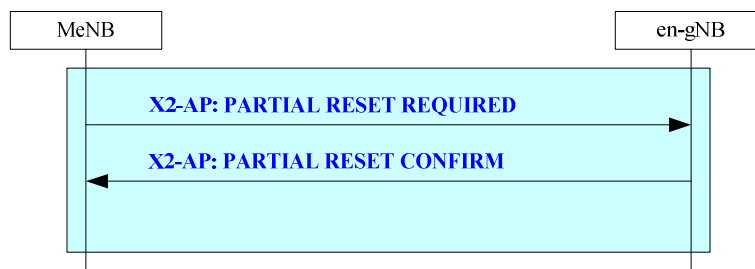 MeNB
en-gNB
X2-AP: PARTIAL RESET REQUIRED
X2-AP: PARTIAL RESET CONFIRM